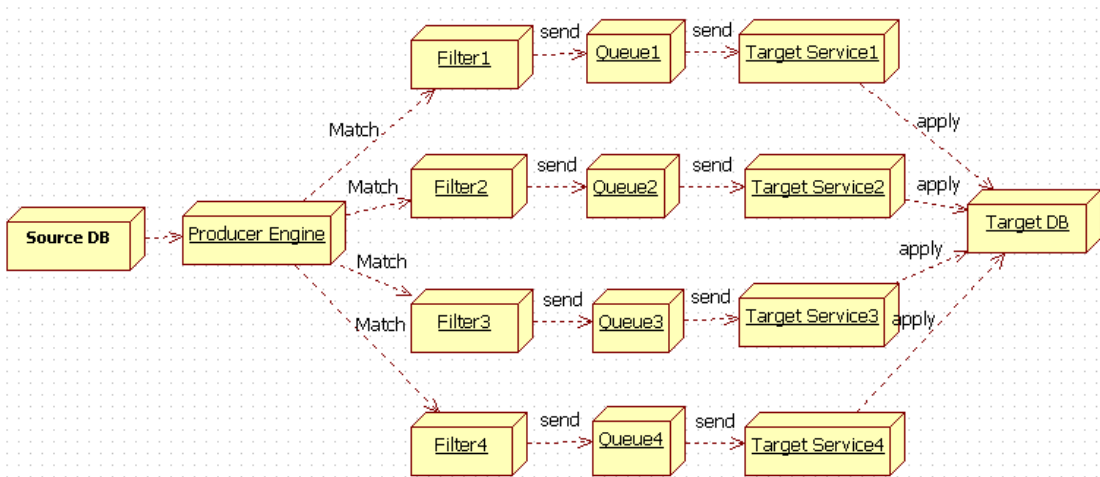 send
send
Filter1
Queue1
Target Service1
Match
apply
send
send
Match
Filter2
Queue2
Target Service2
apply
Source DB
Producer Engine
Target DB
Match
send
send
apply
Filter3
Queue3
Target Service3
Match
apply
send
send
Filter4
Queue4
Target Service4